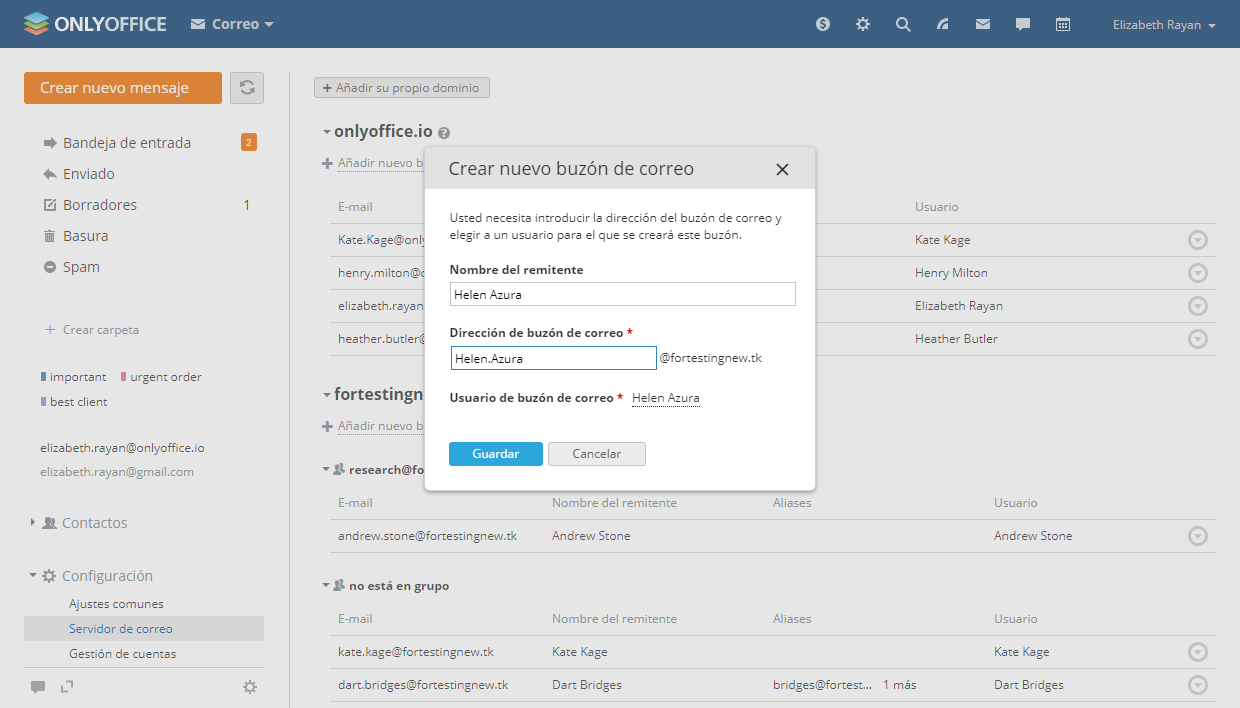 ONLYOFFICE Correo Elizabeth Rayan
Crear nuevo mensaje
Bandeja de entrada 2
Enviado
Borradores 1
Basura
Spam
Crear carpeta
important urgent order
best client
elizabeth.rayan@onlyoffice.io
elizabeth.rayan@gmail.com
Contactos
Configuración
Ajustes comunes
Servidor de correo
Gestión de cuentas
+ Añadir su propio dominio
onlyoffice.io ?
Añadir nuevo b
E-mail Usuario
Kate.Kage@only Kate Kage
henry.milton@ Henry Milton
elizabeth.rayan Elizabeth Rayan
heather.butler Heather Butler
fortestingn
Añadir nuevo b
research@fo
E-mail Nombre del remitente Aliases Usuario
andrew.stone@fortestingnew.tk Andrew Stone Andrew Stone
no está en grupo
E-mail Nombre del remitente Aliases Usuario
kate.kage@fortestingnew.tk Kate Kage Kate Kage
dart.bridges@fortestingnew.tk Dart Bridges bridges@fortest... 1 más Dart Bridges
Crear nuevo buzón de correo
Usted necesita introducir la dirección del buzón de correo y
elegir a un usuario para el que se creará este buzón.
Nombre del remitente
Helen Azura
Dirección de buzón de correo *
Helen.Azura @fortestingnew.tk
Usuario de buzón de correo * Helen Azura
Guardar Cancelar